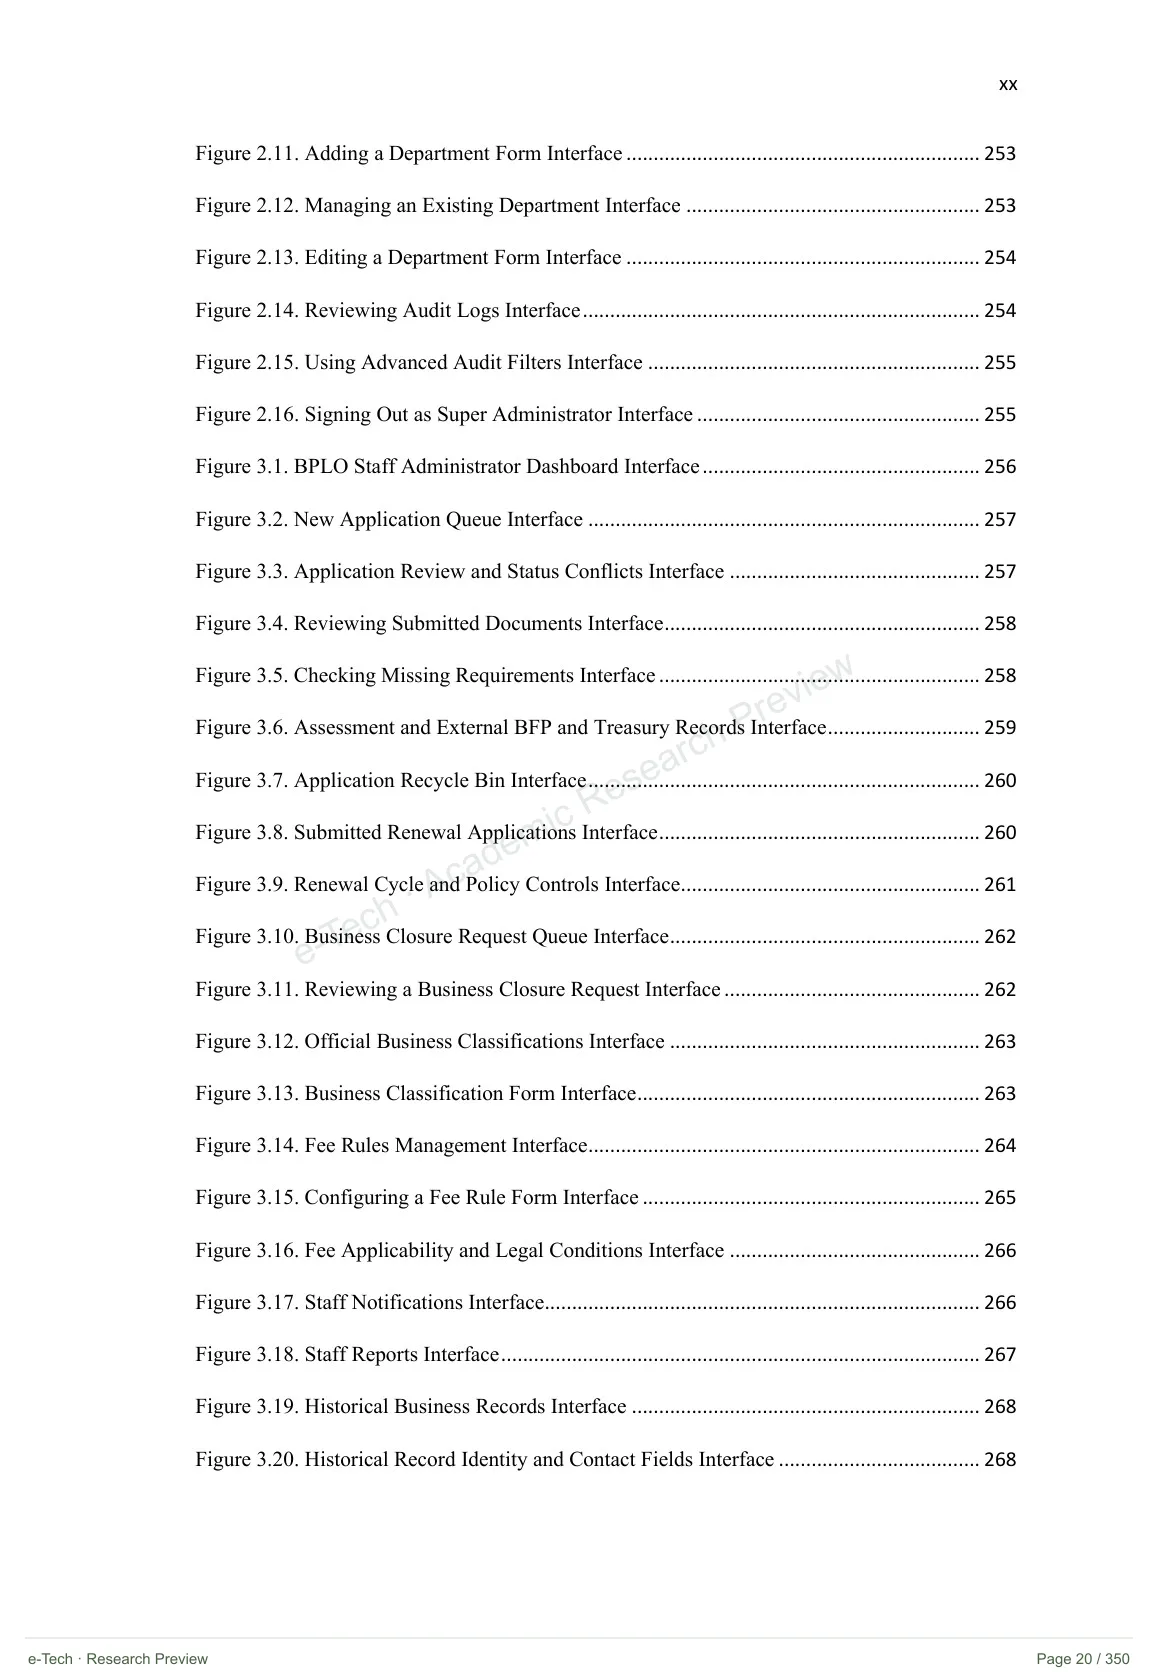 xx
Figure 2.11. Adding a Department Form Interface ................................................................. 253
Figure 2.12. Managing an Existing Department Interface ...................................................... 253
Figure 2.13. Editing a Department Form Interface ................................................................. 254
Figure 2.14. Reviewing Audit Logs Interface......................................................................... 254
Figure 2.15. Using Advanced Audit Filters Interface ............................................................. 255
Figure 2.16. Signing Out as Super Administrator Interface .................................................... 255
Figure 3.1. BPLO Staff Administrator Dashboard Interface ................................................... 256
Figure 3.2. New Application Queue Interface ........................................................................ 257
Figure 3.3. Application Review and Status Conflicts Interface .............................................. 257
Figure 3.4. Reviewing Submitted Documents Interface.......................................................... 258
Figure 3.5. Checking Missing Requirements Interface ........................................................... 258
Figure 3.6. Assessment and External BFP and Treasury Records Interface............................ 259
Figure 3.7. Application Recycle Bin Interface........................................................................ 260
Figure 3.8. Submitted Renewal Applications Interface........................................................... 260
Figure 3.9. Renewal Cycle and Policy Controls Interface....................................................... 261
Figure 3.10. Business Closure Request Queue Interface......................................................... 262
Figure 3.11. Reviewing a Business Closure Request Interface ............................................... 262
Figure 3.12. Official Business Classifications Interface ......................................................... 263
Figure 3.13. Business Classification Form Interface............................................................... 263
Figure 3.14. Fee Rules Management Interface........................................................................ 264
Figure 3.15. Configuring a Fee Rule Form Interface .............................................................. 265
Figure 3.16. Fee Applicability and Legal Conditions Interface .............................................. 266
Figure 3.17. Staff Notifications Interface................................................................................ 266
Figure 3.18. Staff Reports Interface........................................................................................ 267
Figure 3.19. Historical Business Records Interface ................................................................ 268
Figure 3.20. Historical Record Identity and Contact Fields Interface ..................................... 268
e-Tech · Academic Research Preview
e-Tech · Research Preview
Page 20 / 350